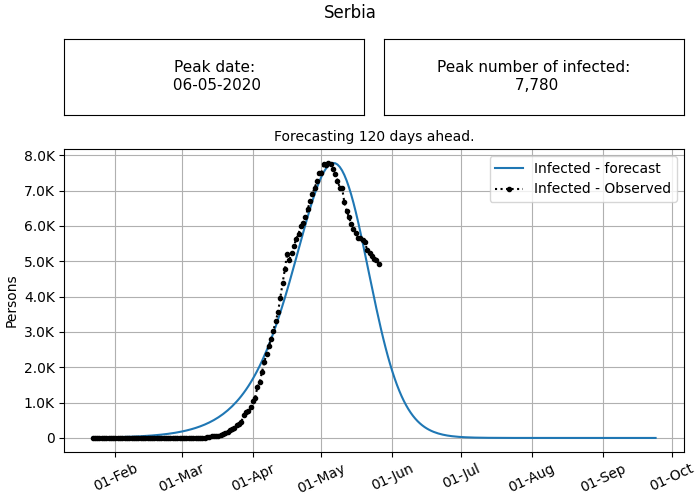 Serbia
Peak date:
06-05-2020
Peak number of infected:
7,780
Forecasting 120 days ahead.
8.0K
7.0K
6.0K
5.0K
4.0K
3.0K
2.0K
1.0K
0
Persons
Infected - forecast
Infected - Observed
01-Feb
01-Mar
01-Apr
01-May
01-Jun
01-Jul
01-Aug
01-Sep
01-Oct